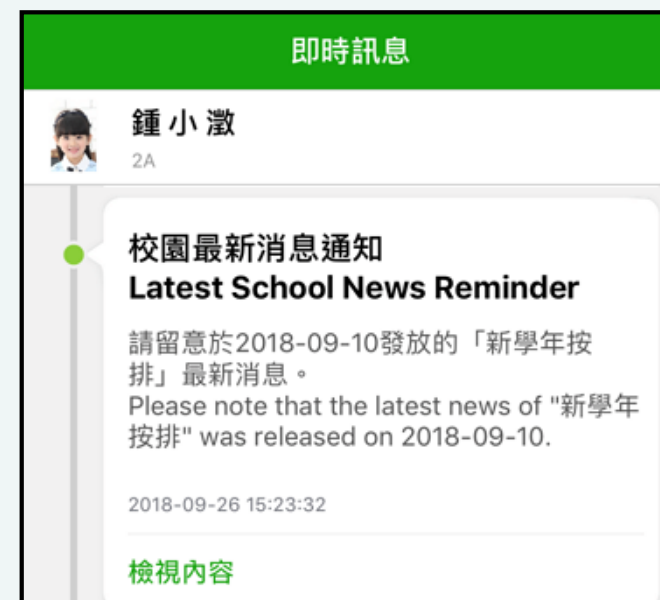 即時訊息
鍾小澂
2A
校園最新消息通知
Latest School News Reminder
請留意於2018-09-10發放的「新學年按
排」最新消息。
Please note that the latest news of "新學年
按排" was released on 2018-09-10.
2018-09-26 15:23:32
檢視內容